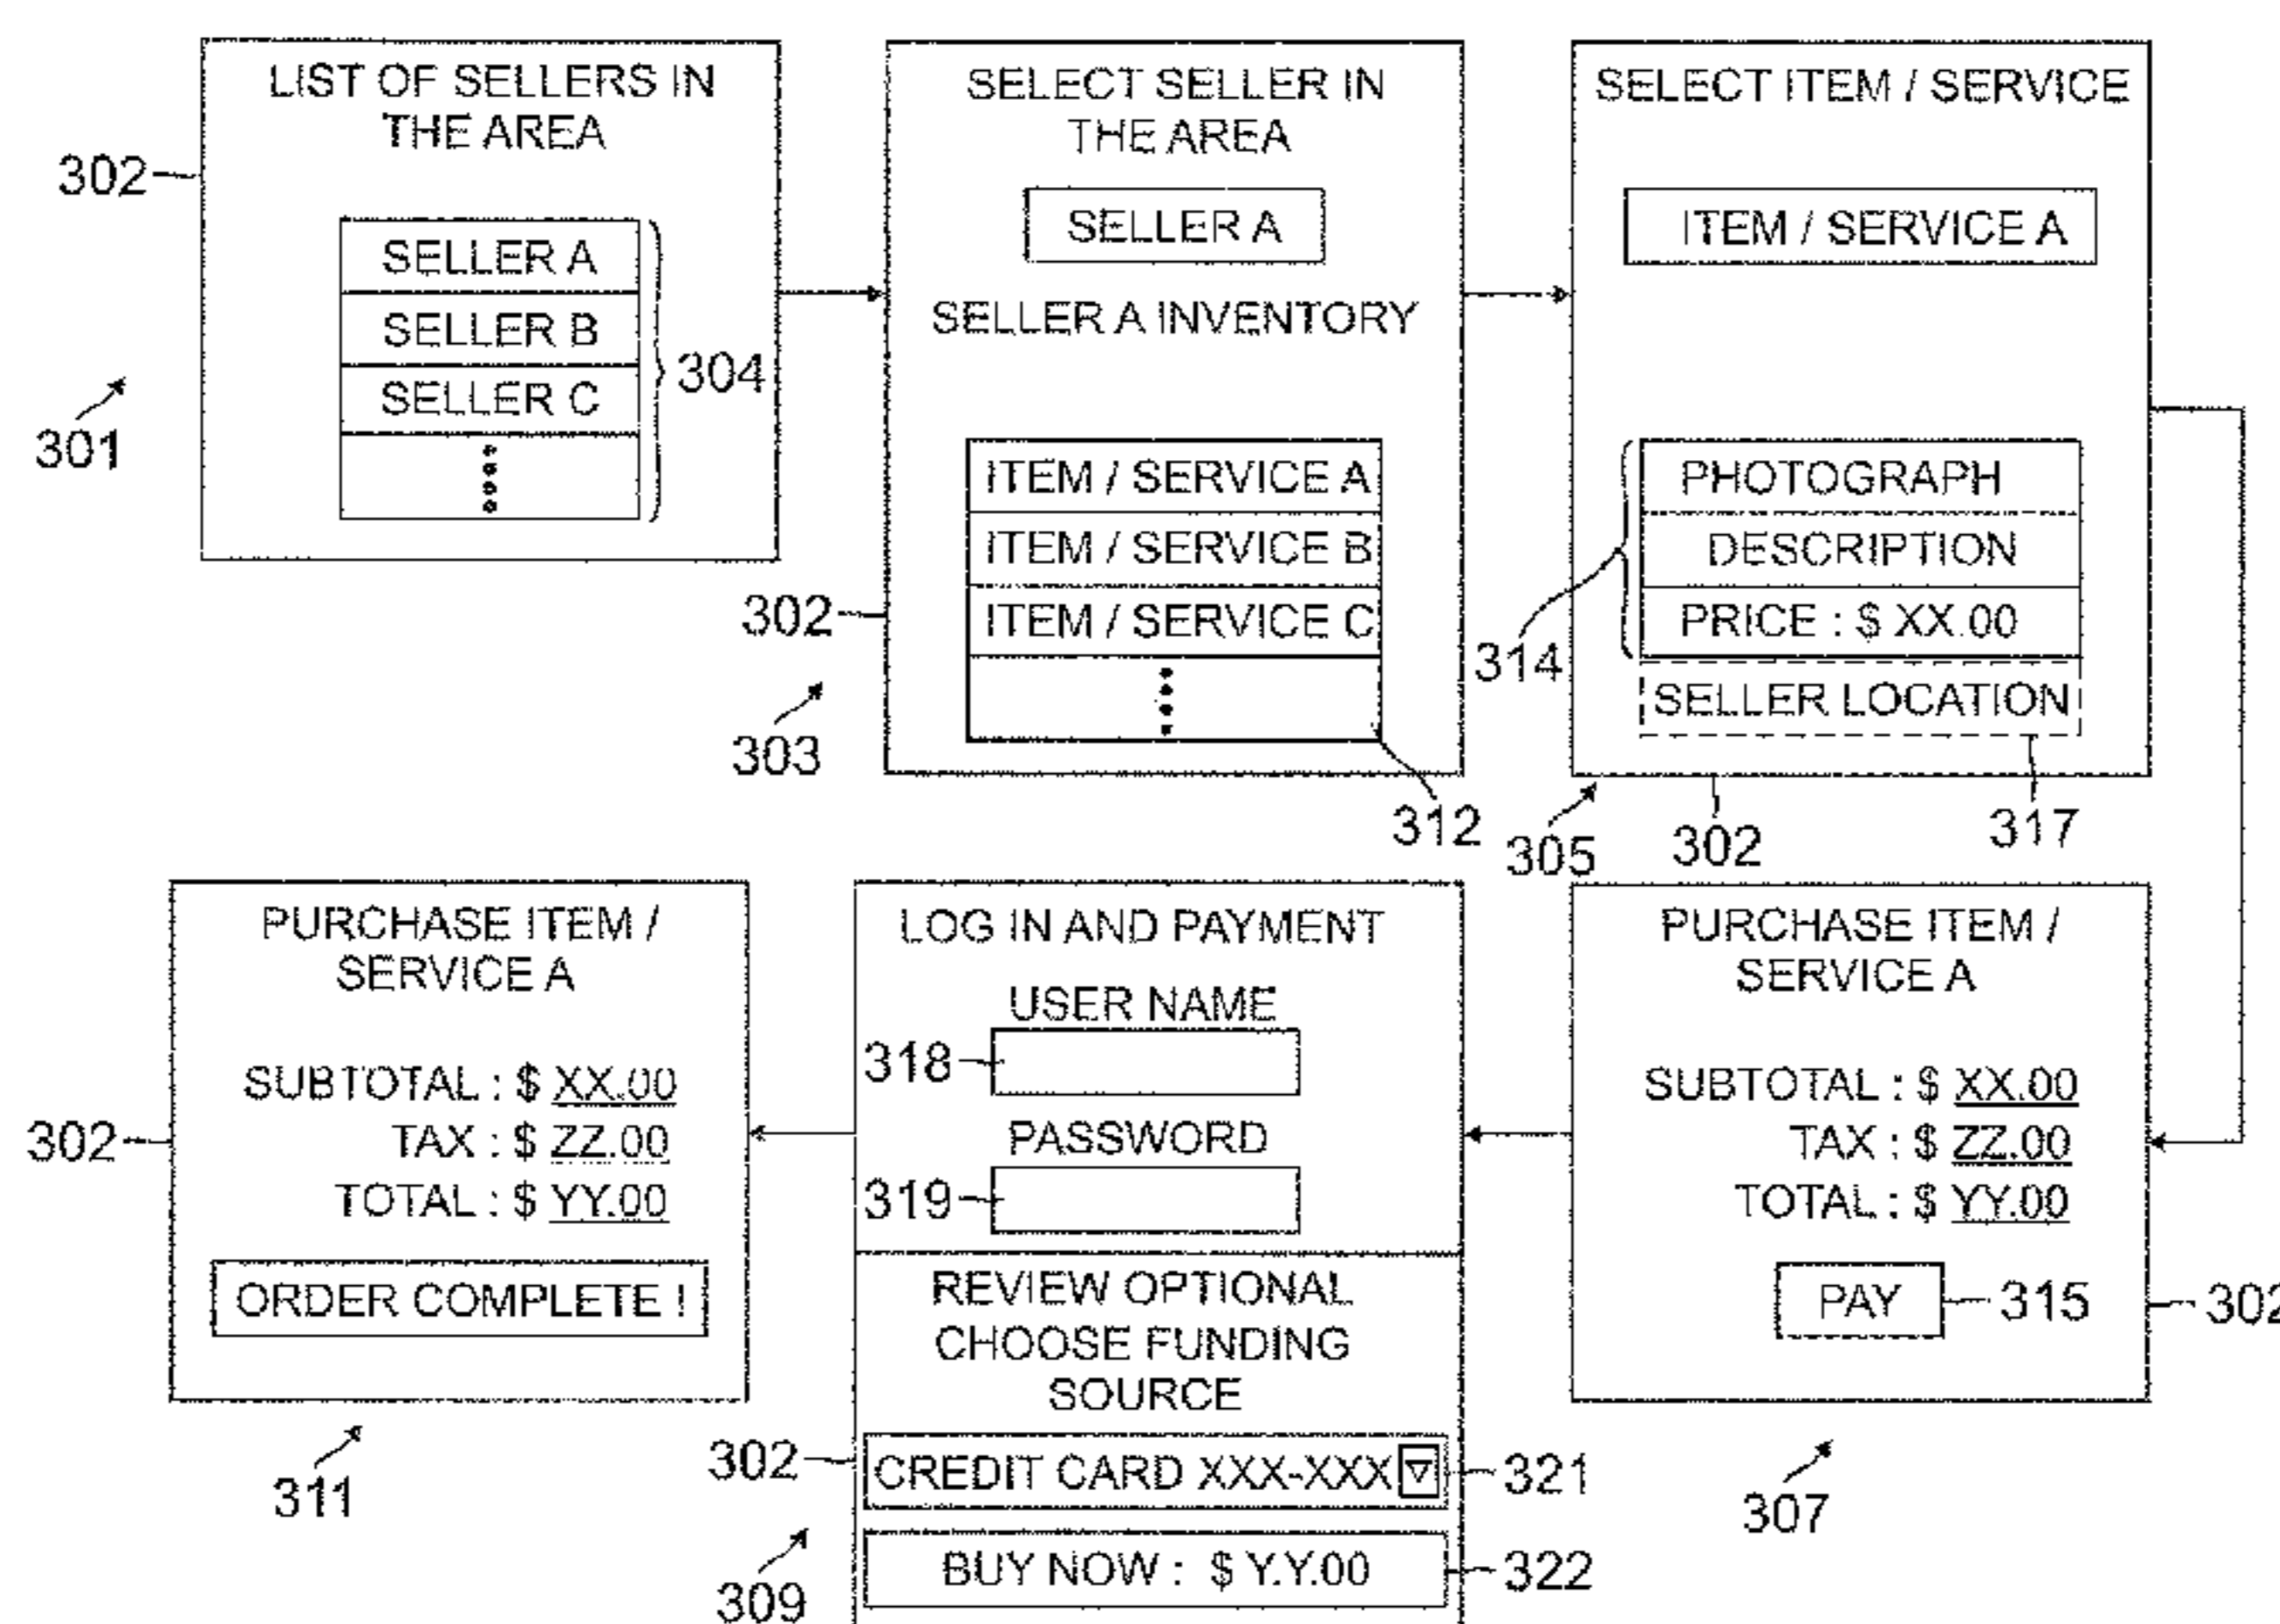 LIST OF SELLERS IN
THE AREA
302
SELLER A
SELLER B
SELLER C
304
301
SELECT SELLER IN
THE AREA
SELLER A
SELLER A INVENTORY
ITEM / SERVICE A
ITEM / SERVICE B
ITEM / SERVICE C
302
303
312
SELECT ITEM / SERVICE
ITEM / SERVICE A
PHOTOGRAPH
DESCRIPTION
PRICE : $ XX.00
314
SELLER LOCATION
305
302
317
PURCHASE ITEM /
SERVICE A
SUBTOTAL : $ XX.00
TAX : $ ZZ.00
TOTAL : $ YY.00
PAY
315
302
307
LOG IN AND PAYMENT
USER NAME
318
PASSWORD
319
REVIEW OPTIONAL
CHOOSE FUNDING
SOURCE
302
CREDIT CARD XXX-XXX
321
BUY NOW : $ Y.Y.00
322
309
PURCHASE ITEM /
SERVICE A
SUBTOTAL : $ XX.00
302
TAX : $ ZZ.00
TOTAL : $ YY.00
ORDER COMPLETE !
311